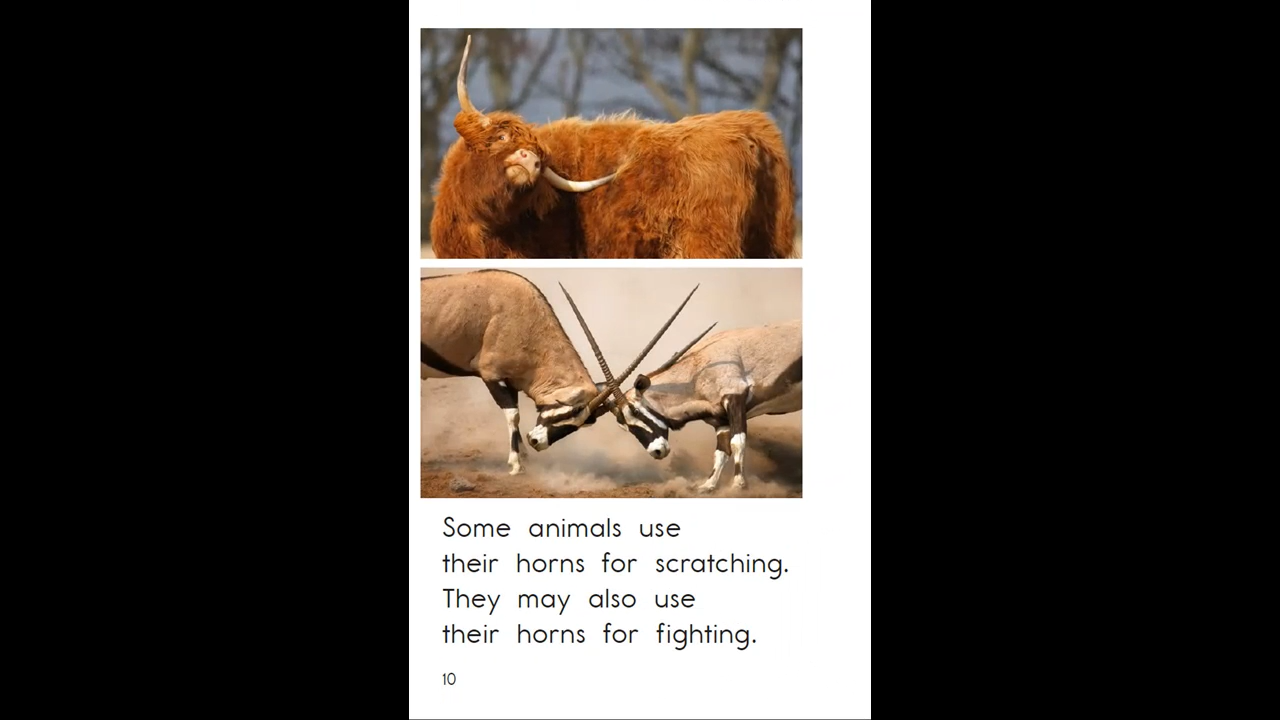 Some animals use
their horns for scratching.
They may also use
their horns for fighting.
10